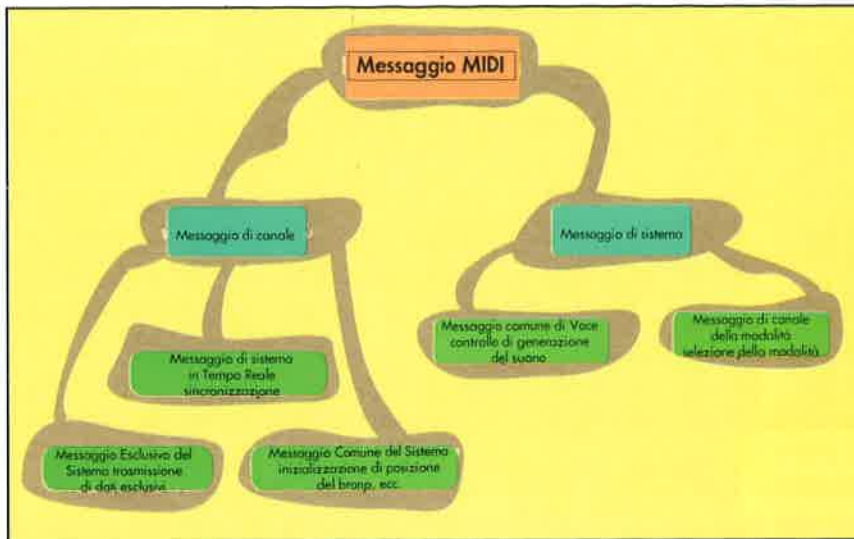 Messaggio MIDI
Messaggio di canale
Messaggio di sistema
Messaggio di sistema
in Tempo Reale
sincronizzazione
Messaggio comune di Voce
controllo di generazione
del suono
Messaggio di canale
della modalità
selezione della modalità
Messaggio Esclusivo del
Sistema trasmissione
di dati esclusivi
Messaggio Comune del Sistema
inizializzazione di posizione
del branp, ecc.